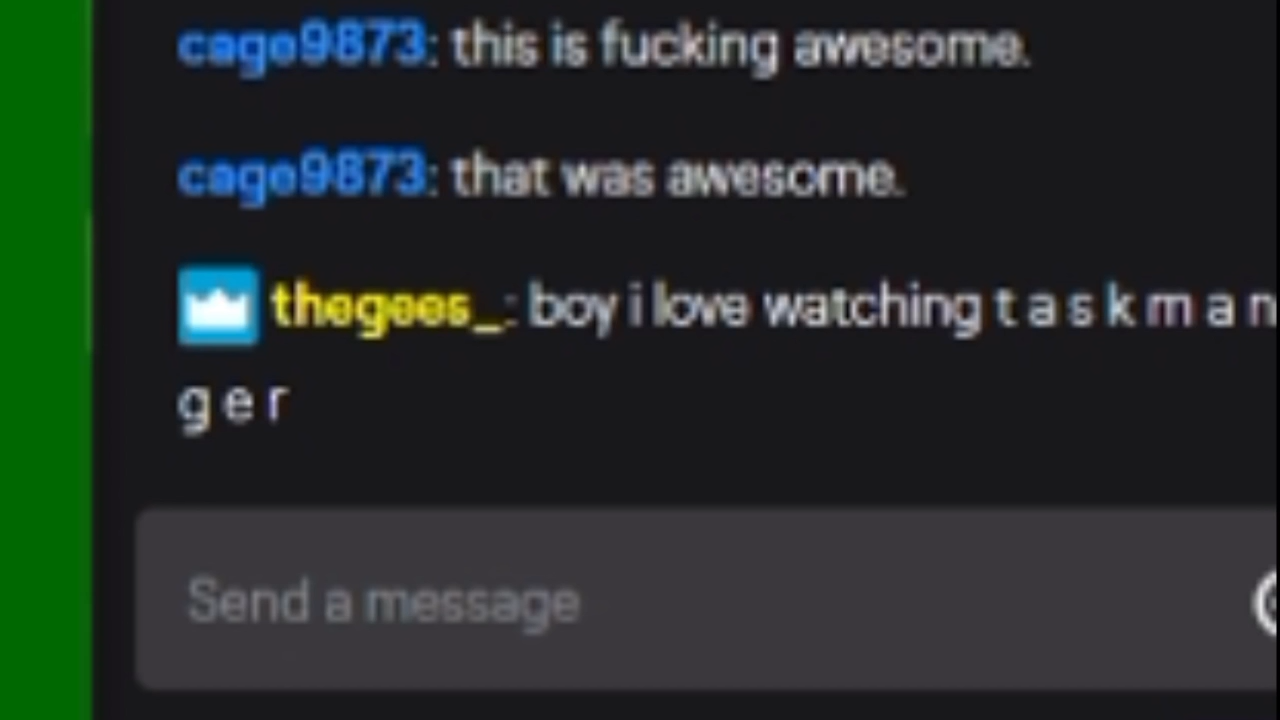 cage9873: this is fucking awesome.
cage9873: that was awesome.
thegees_: boy i love watching t a s k m a n
g e r
Send a message